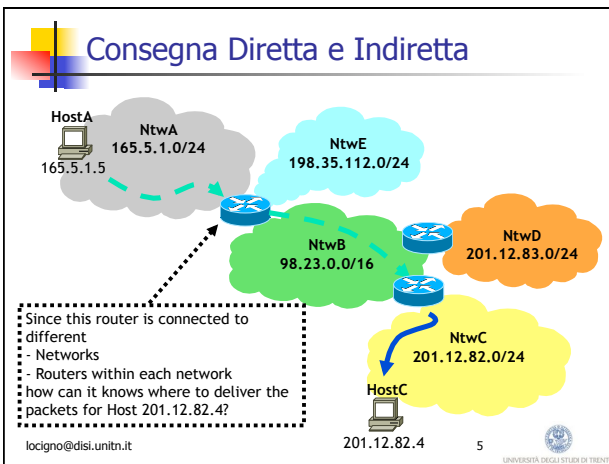 Consegna Diretta e Indiretta
HostA
165.5.1.5
NtwA
165.5.1.0/24
NtwE
198.35.112.0/24
NtwB
98.23.0.0/16
NtwD
201.12.83.0/24
Since this router is connected to
different
- Networks
- Routers within each network
how can it knows where to deliver the
packets for Host 201.12.82.4?
NtwC
201.12.82.0/24
HostC
201.12.82.4
locigno@disi.unitn.it
5
UNIVERSITÀ DEGLI STUDI DI TRENT